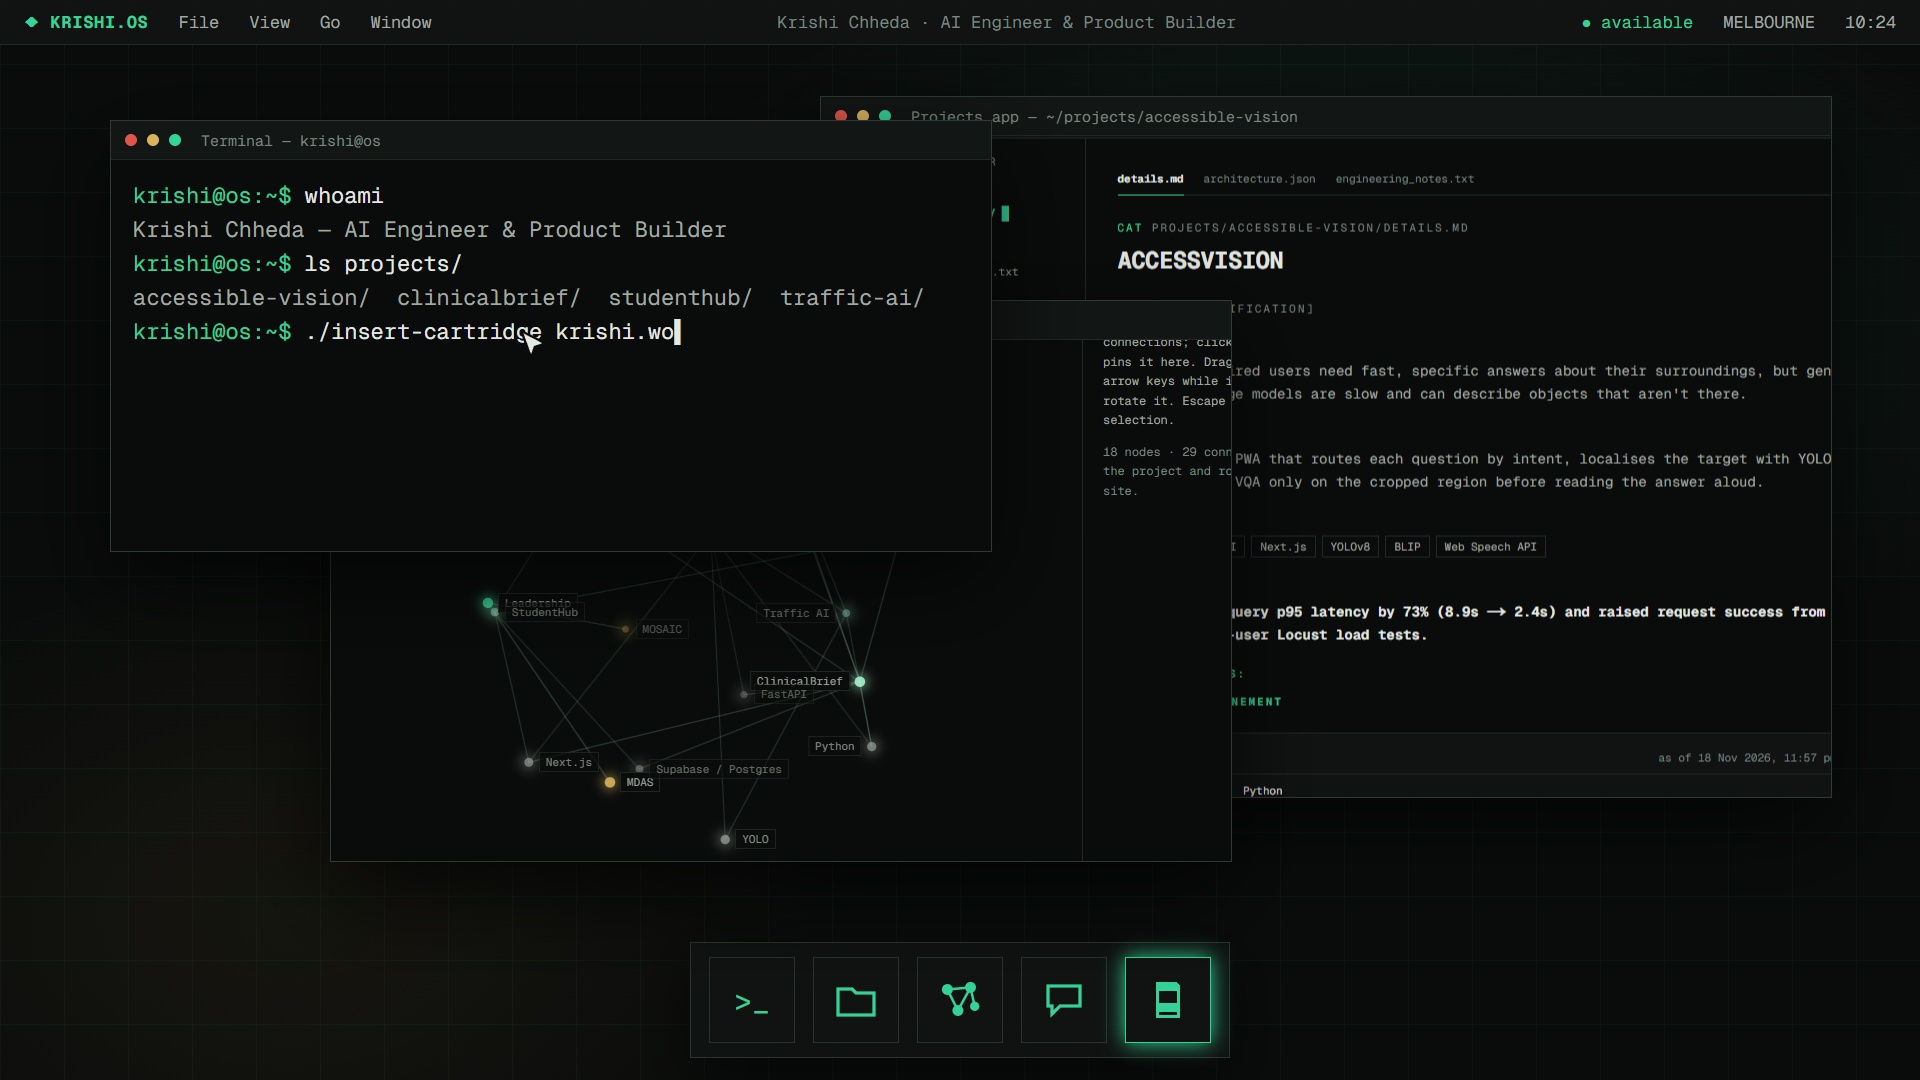 KRISHI.OS File View Go Window
Krishi Chheda · AI Engineer & Product Builder
available MELBOURNE 10:24
Terminal — krishi@os
krishi@os:~$ whoami
Krishi Chheda — AI Engineer & Product Builder
krishi@os:~$ ls projects/
accessible-vision/ clinicalbrief/ studenthub/ traffic-ai/
krishi@os:~$ ./insert-cartridge krishi.wo
Projects.app — ~/projects/accessible-vision
.txt
details.md architecture.json engineering_notes.txt
CAT PROJECTS/ACCESSIBLE-VISION/DETAILS.MD
ACCESSVISION
IFICATION]
ired users need fast, specific answers about their surroundings, but gen
ge models are slow and can describe objects that aren't there.
PWA that routes each question by intent, localises the target with YOLO
VQA only on the cropped region before reading the answer aloud.
Next.js YOLOv8 BLIP Web Speech API
query p95 latency by 73% (8.9s → 2.4s) and raised request success from
-user Locust load tests.
S:
NEMENT
as of 18 Nov 2026, 11:57 p
Python
connections; click
pins it here. Drag
arrow keys while i
rotate it. Escape
selection.
18 nodes · 29 conn
the project and ro
site.
Leadership
StudentHub
MOSAIC
Traffic AI
ClinicalBrief
FastAPI
Python
Next.js
Supabase / Postgres
MDAS
YOLO
>_